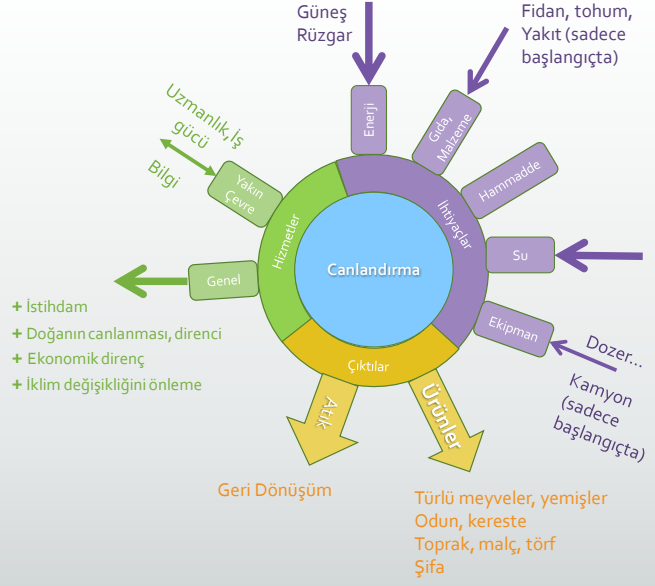 Güneş
Rüzgar
Fidan, tohum,
Yakıt (sadece
başlangıçta)
Enerji
Gıda,
Malzeme
Hammadde
Su
Ekipman
Dozer...
Kamyon
(sadece
başlangıçta)
Uzmanlık, İş
gücü
Bilgi
Yakın
Çevre
Genel
Hizmetler
İhtiyaçlar
Canlandırma
Çıktılar
+ İstihdam
+ Doğanın canlanması, direnci
+ Ekonomik direnç
+ İklim değişikliğini önleme
Atık
Ürünler
Geri Dönüşüm
Türlü meyveler, yemişler
Odun, kereste
Toprak, malç, törf
Şifa